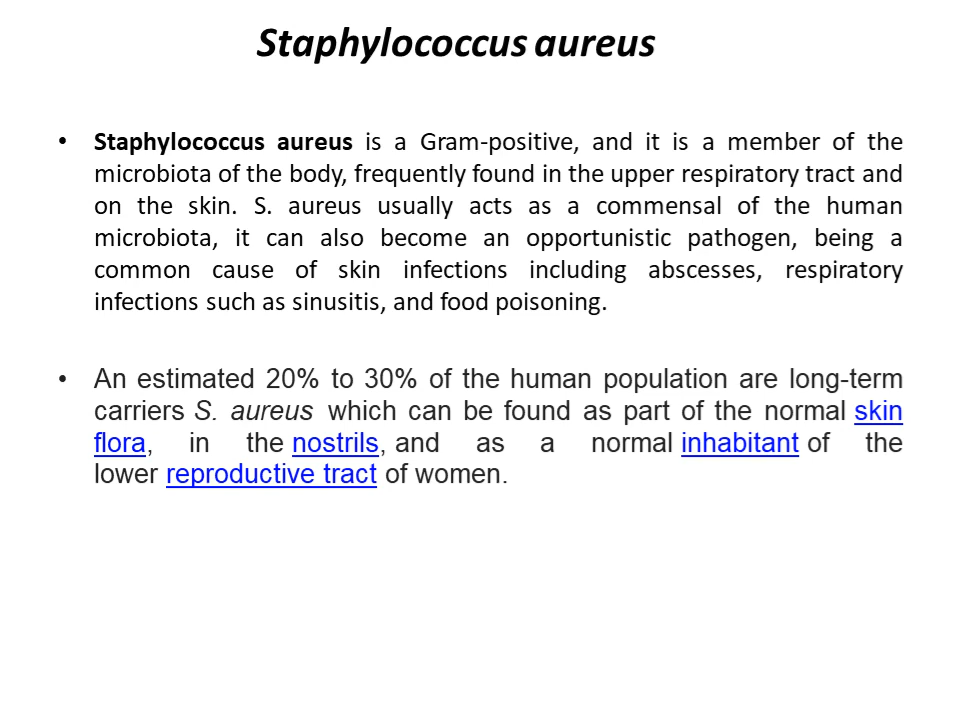 Staphylococcus aureus
• Staphylococcus aureus is a Gram-positive, and it is a member of the
microbiota of the body, frequently found in the upper respiratory tract and
on the skin. S. aureus usually acts as a commensal of the human
microbiota, it can also become an opportunistic pathogen, being a
common cause of skin infections including abscesses, respiratory
infections such as sinusitis, and food poisoning.
• An estimated 20% to 30% of the human population are long-term
carriers S. aureus which can be found as part of the normal skin
flora, in the nostrils, and as a normal inhabitant of the
lower reproductive tract of women.